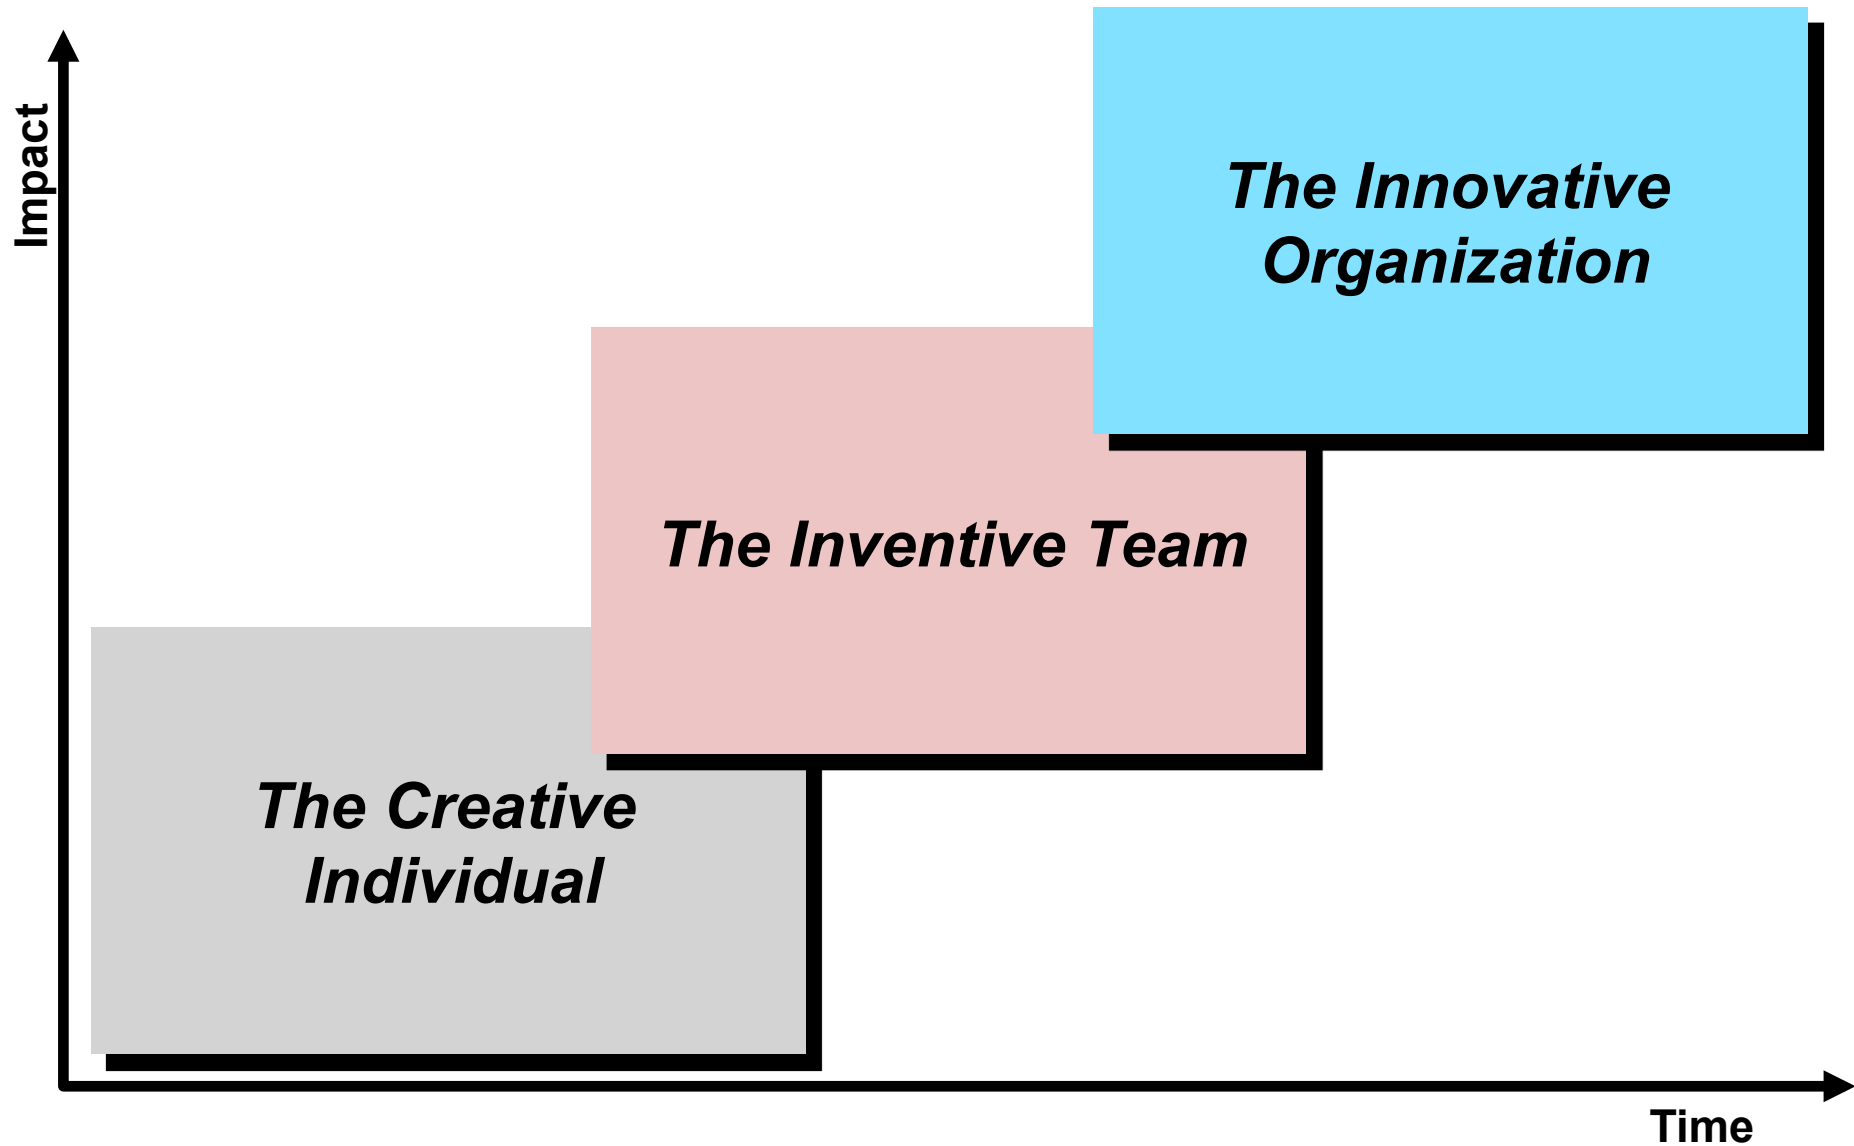 Impact
The Innovative
Organization
The Inventive Team
The Creative
Individual
Time